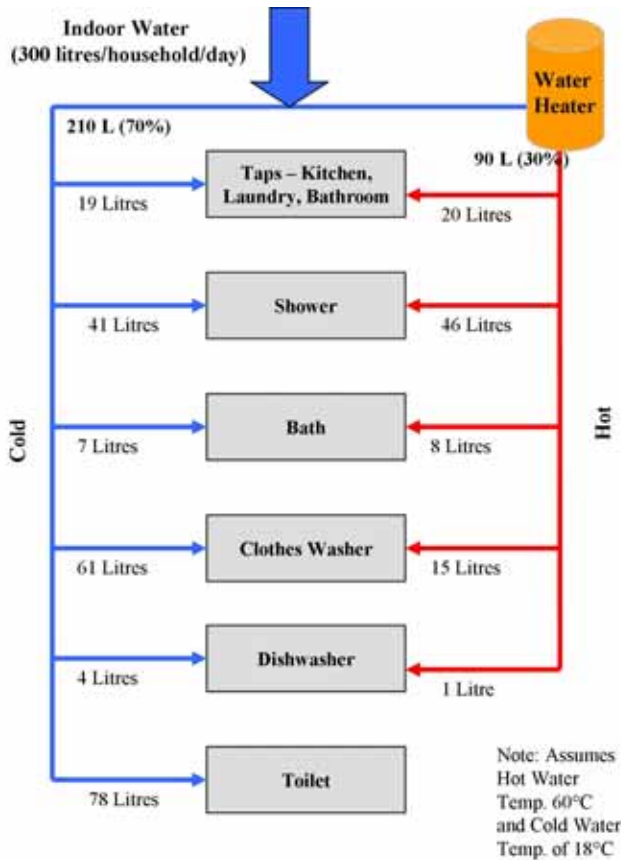 Indoor Water
(300 litres/household/day)
Water
Heater
210 L (70%)
90 L (30%)
Taps – Kitchen,
Laundry, Bathroom
19 Litres
20 Litres
Shower
41 Litres
46 Litres
Cold
Hot
Bath
7 Litres
8 Litres
Clothes Washer
61 Litres
15 Litres
Dishwasher
4 Litres
1 Litre
Toilet
78 Litres
Note: Assumes
Hot Water
Temp. 60°C
and Cold Water
Temp. of 18°C